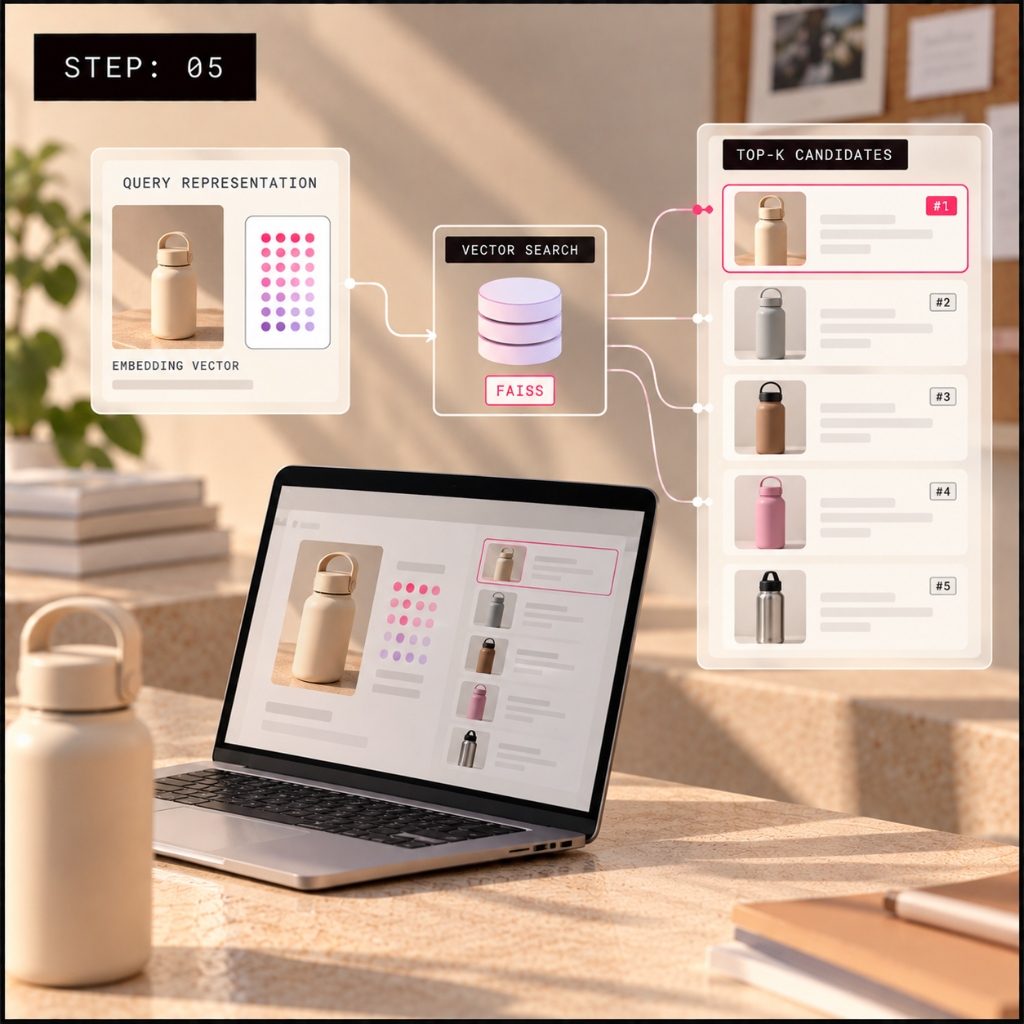 STEP: 05
QUERY REPRESENTATION
EMBEDDING VECTOR
VECTOR SEARCH
FAISS
TOP-K CANDIDATES
#1
#2
#3
#4
#5